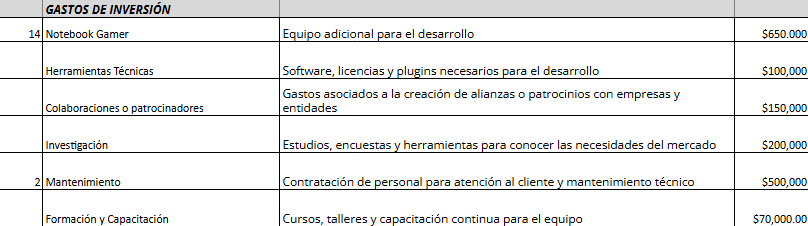 GASTOS DE INVERSIÓN
14 Notebook Gamer Equipo adicional para el desarrollo $650.000
Herramientas Técnicas Software, licencias y plugins necesarios para el desarrollo $100,000
Colaboraciones o patrocinadores Gastos asociados a la creación de alianzas o patrocinios con empresas y
entidades $150,000
Investigación Estudios, encuestas y herramientas para conocer las necesidades del mercado $200,000
2 Mantenimiento Contratación de personal para atención al cliente y mantenimiento técnico $500,000
Formación y Capacitación Cursos, talleres y capacitación continua para el equipo $70,000.00